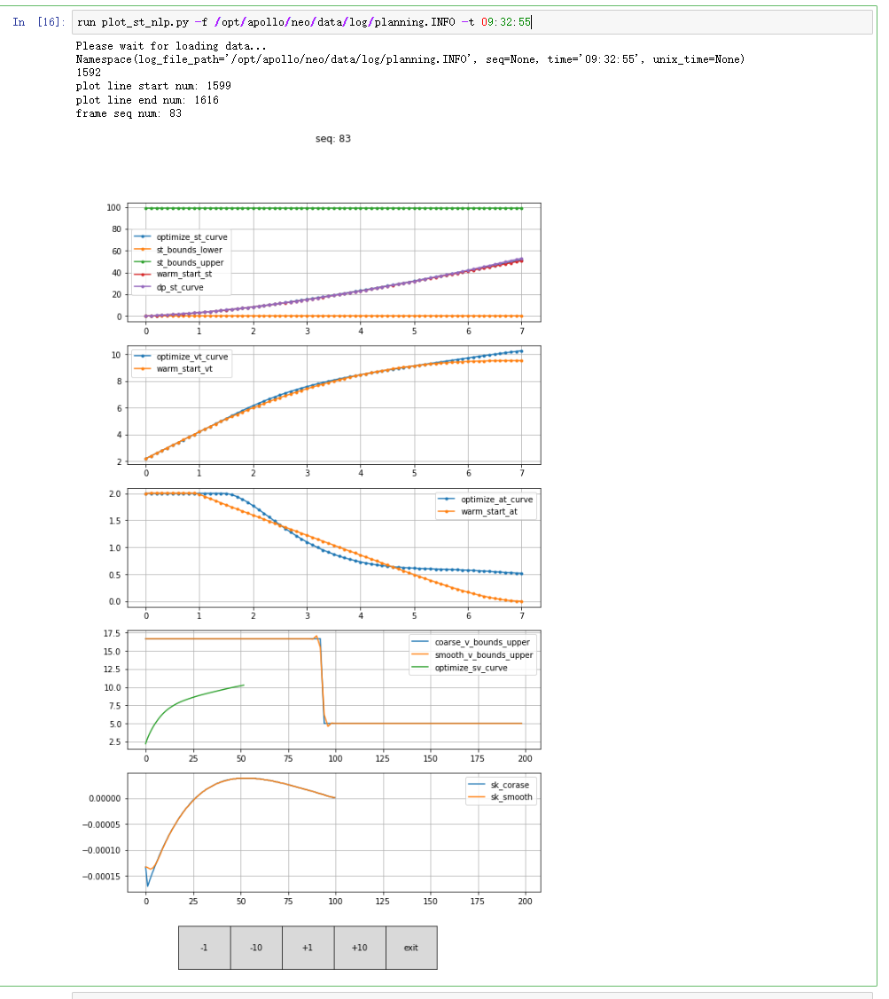 In [16]: run plot_st_nlp.py -f /opt/apollo/neo/data/log/planning.INFO -t 09:32:55
Please wait for loading data...
Namespace(log_file_path='/opt/apollo/neo/data/log/planning.INFO', seq=None, time='09:32:55', unix_time=None)
1592
plot line start num: 1599
plot line end num: 1616
frame seq num: 83
seq: 83
100
80
60
40
20
0
optimize_st_curve
st_bounds_lower
st_bounds_upper
warm_start_st
dp_st_curve
0 1 2 3 4 5 6 7
10
8
6
4
2
optimize_vt_curve
warm_start_vt
0 1 2 3 4 5 6 7
2.0
1.5
1.0
0.5
0.0
optimize_at_curve
warm_start_at
0 1 2 3 4 5 6 7
17.5
15.0
12.5
10.0
7.5
5.0
2.5
coarse_v_bounds_upper
smooth_v_bounds_upper
optimize_sv_curve
0 25 50 75 100 125 150 175 200
0.00000
−0.00005
−0.00010
−0.00015
sk_corase
sk_smooth
0 25 50 75 100 125 150 175 200
-1 -10 +1 +10 exit